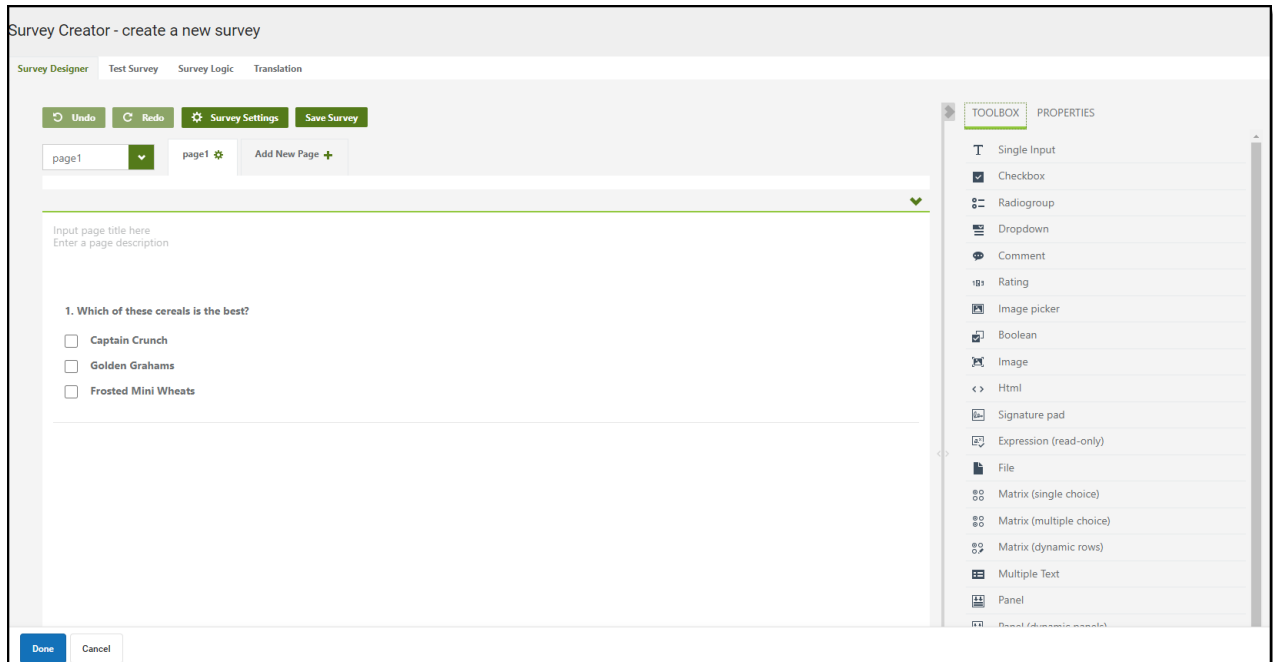 Survey Creator - create a new survey
Survey Designer Test Survey Survey Logic Translation
Undo Redo Survey Settings Save Survey
page1 page1 Add New Page
Input page title here
Enter a page description
1. Which of these cereals is the best?
Captain Crunch
Golden Grahams
Frosted Mini Wheats
TOOLBOX PROPERTIES
Single Input
Checkbox
Radiogroup
Dropdown
Comment
Rating
Image picker
Boolean
Image
Html
Signature pad
Expression (read-only)
File
Matrix (single choice)
Matrix (multiple choice)
Matrix (dynamic rows)
Multiple Text
Panel
Panel (dynamic panels)
Done Cancel